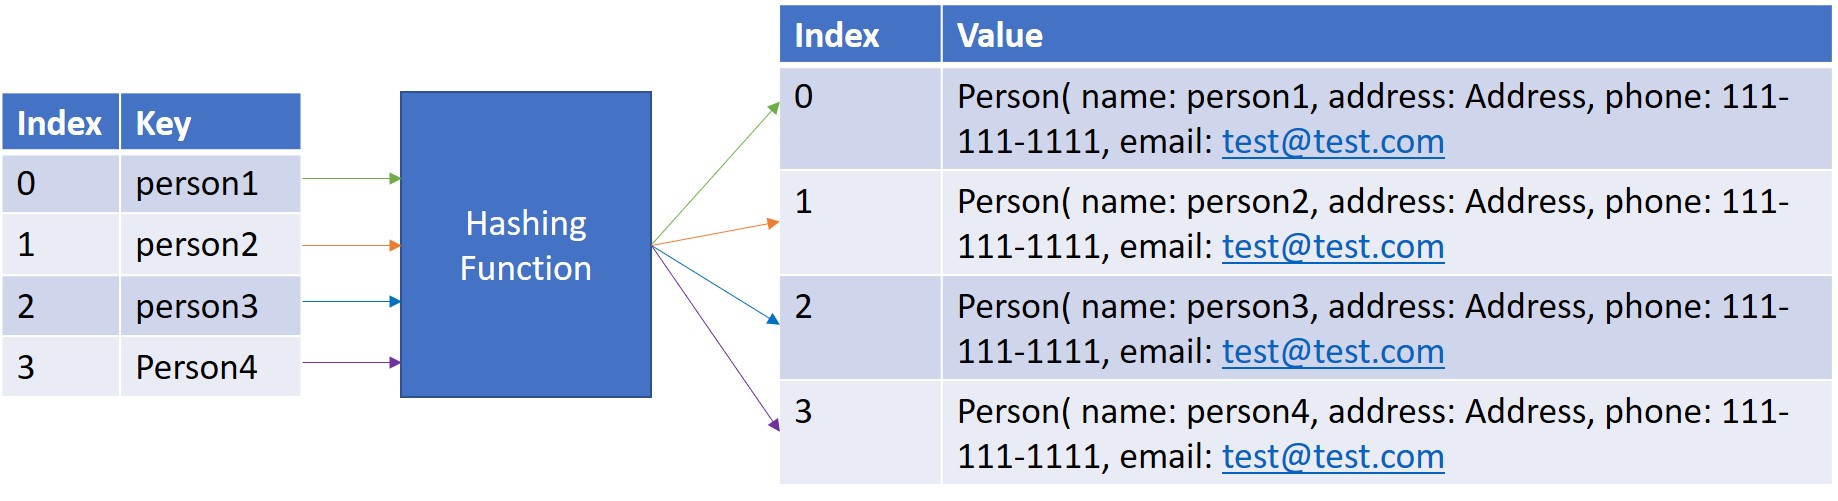 Index Key
0 person1
1 person2
2 person3
3 Person4
Hashing
Function
Index Value
0 Person( name: person1, address: Address, phone: 111-
111-1111, email: test@test.com
1 Person( name: person2, address: Address, phone: 111-
111-1111, email: test@test.com
2 Person( name: person3, address: Address, phone: 111-
111-1111, email: test@test.com
3 Person( name: person4, address: Address, phone: 111-
111-1111, email: test@test.com